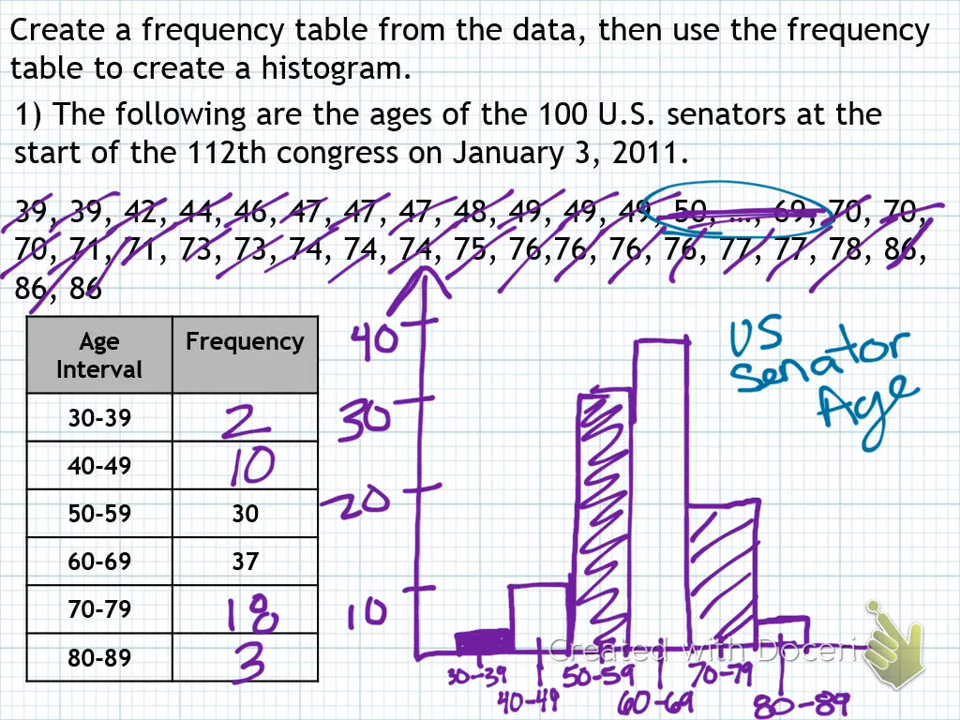 Create a frequency table from the data, then use the frequency
table to create a histogram.
1) The following are the ages of the 100 U.S. senators at the
start of the 112th congress on January 3, 2011.
39, 39, 42, 44, 46, 47, 47, 47, 48, 49, 49, 49, 50, ...., 69, 70, 70,
70, 71, 71, 73, 73, 74, 74, 74, 75, 76,76, 76, 76, 77, 77, 78, 86,
86, 86
Age Interval Frequency
30-39 2
40-49 10
50-59 30
60-69 37
70-79 18
80-89 3
US
Senator
Age
40
30
20
10
30-39 40-49 50-59 60-69 70-79 80-89
Created with Doceri